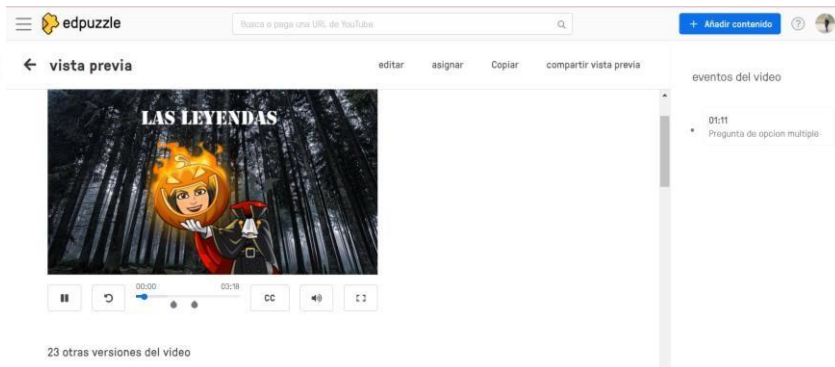 edpuzzle
Busca o pega una URL de YouTube
+ Añadir contenido
?
vista previa
editar
asignar
Copiar
compartir vista previa
eventos del video
LAS LEYENDAS
01:11
Pregunta de opcion multiple
00:00
03:18
CC
23 otras versiones del video